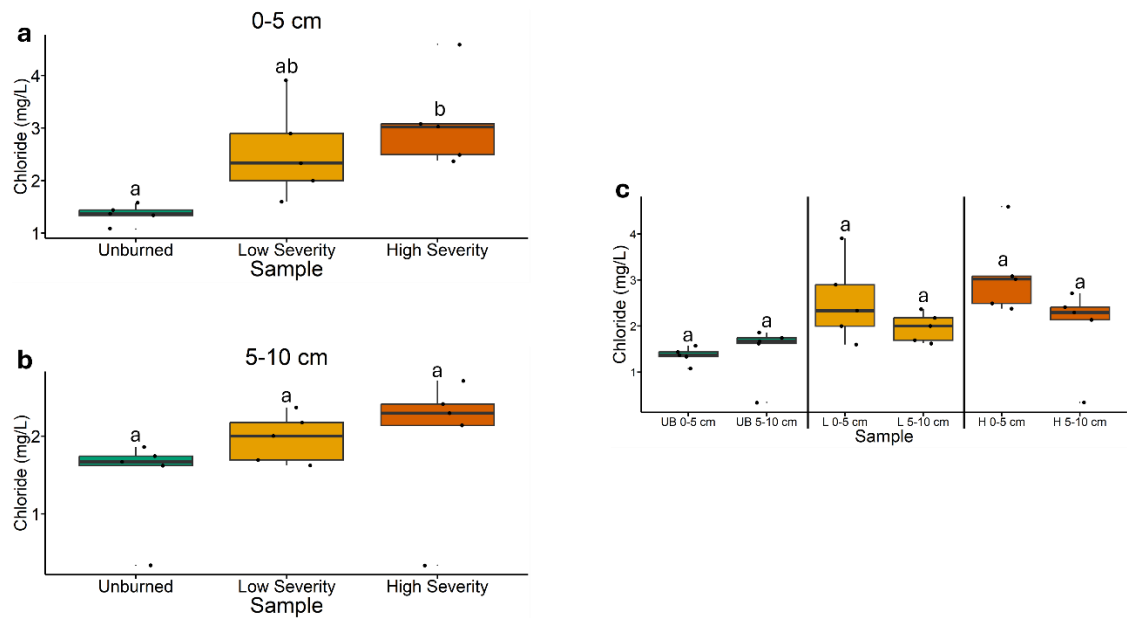 a
0-5 cm
Chloride (mg/L)
4
3
2
1
a
ab
b
Unburned
Low Severity
High Severity
Sample
b
5-10 cm
Chloride (mg/L)
2
1
a
a
a
Unburned
Low Severity
High Severity
Sample
c
Chloride (mg/L)
4
3
2
1
a
a
a
a
a
a
UB 0-5 cm
UB 5-10 cm
L 0-5 cm
L 5-10 cm
H 0-5 cm
H 5-10 cm
Sample